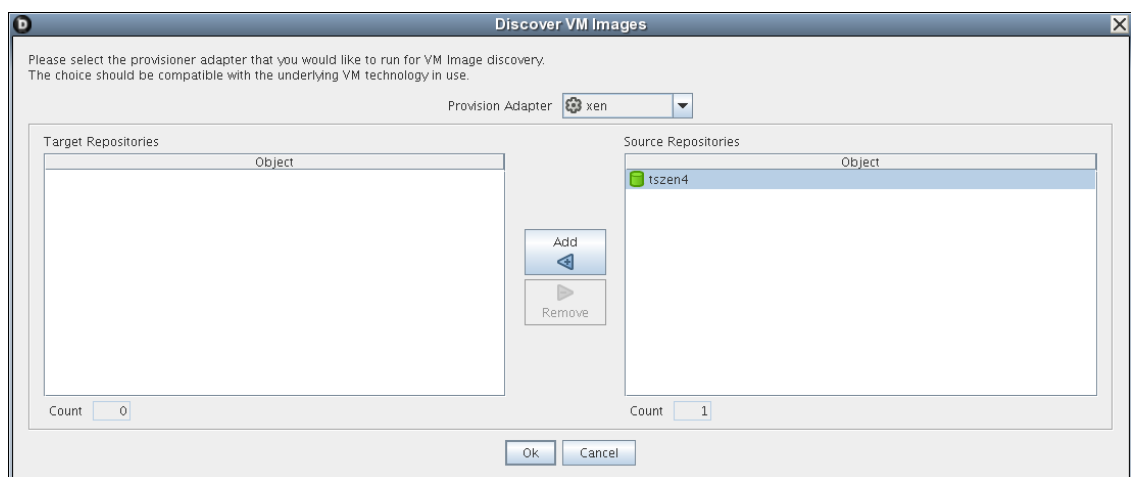 Discover VM Images
Please select the provisioner adapter that you would like to run for VM Image discovery.
The choice should be compatible with the underlying VM technology in use.
Provision Adapter xen
Target Repositories
Object
Count 0
Add
Remove
Source Repositories
Object
tszen4
Count 1
Ok Cancel